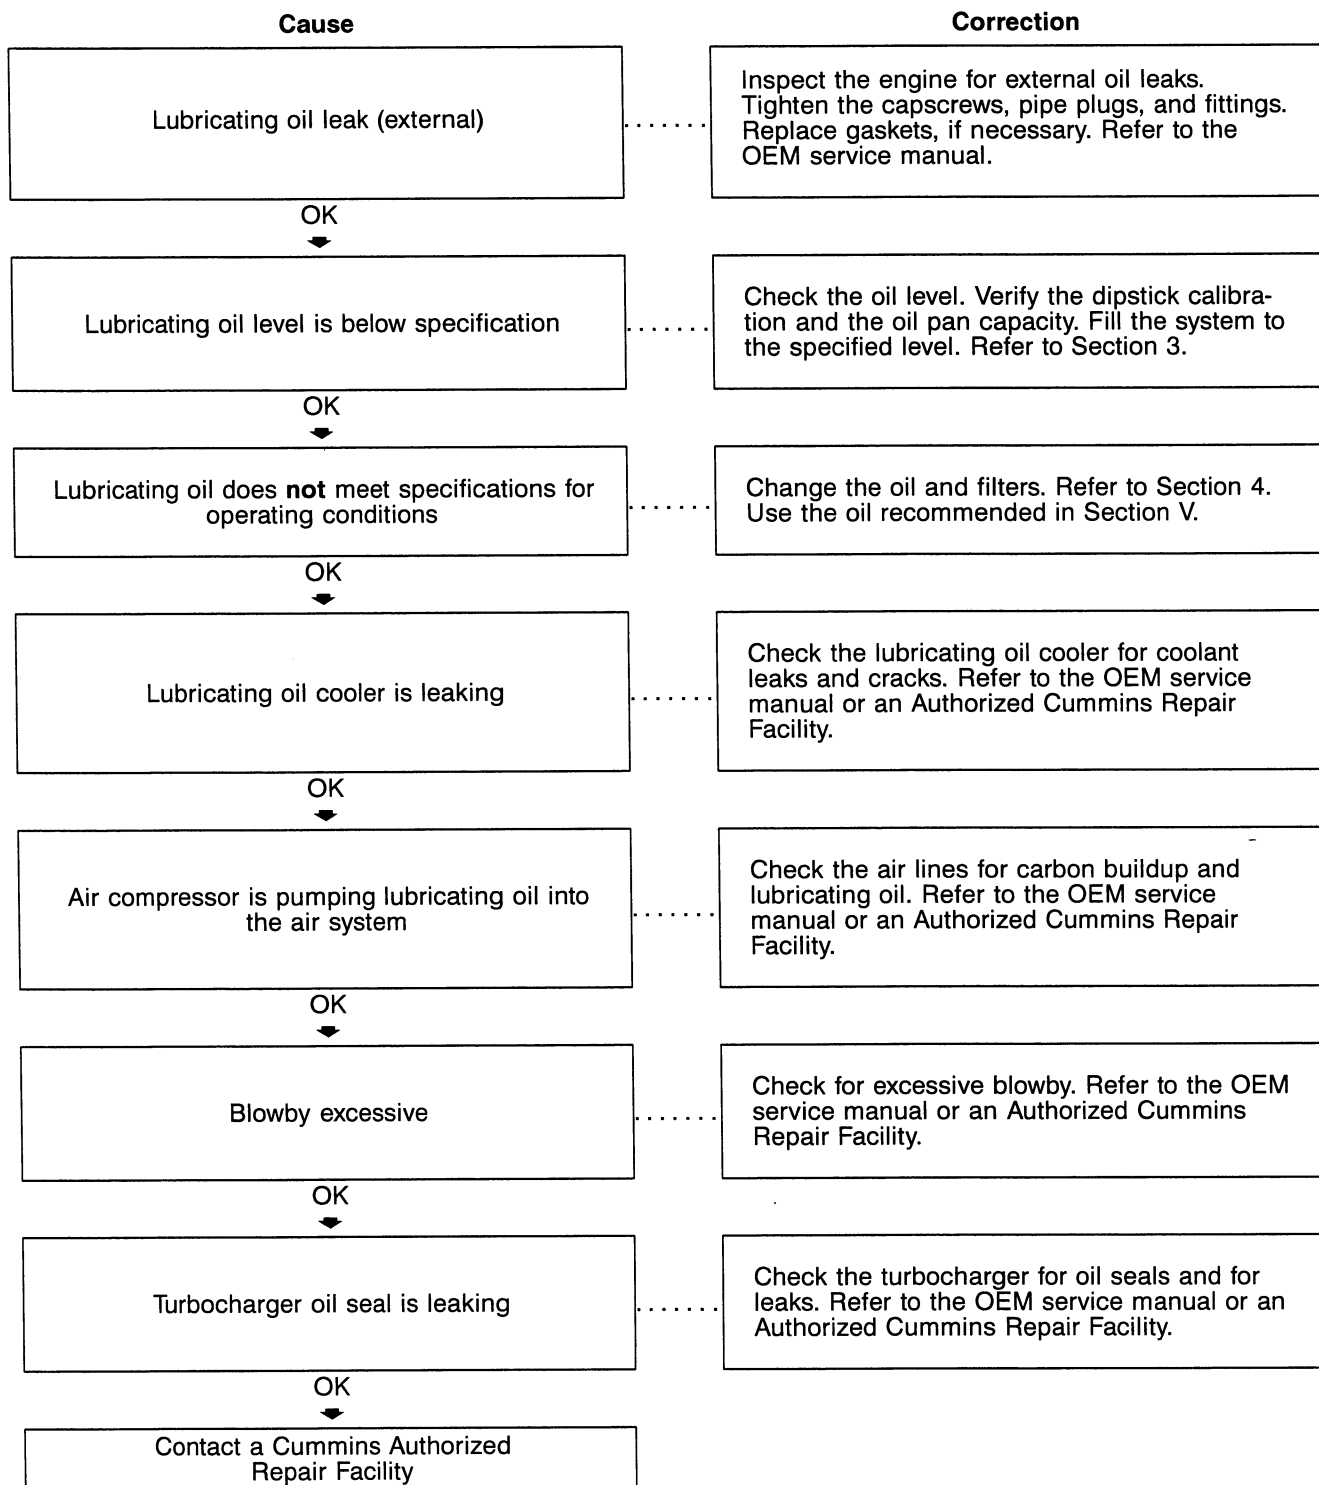 Cause
Correction
Lubricating oil leak (external)
Inspect the engine for external oil leaks.
Tighten the capscrews, pipe plugs, and fittings.
Replace gaskets, if necessary. Refer to the
OEM service manual.
OK
Lubricating oil level is below specification
Check the oil level. Verify the dipstick calibra-
tion and the oil pan capacity. Fill the system to
the specified level. Refer to Section 3.
OK
Lubricating oil does not meet specifications for
operating conditions
Change the oil and filters. Refer to Section 4.
Use the oil recommended in Section V.
OK
Lubricating oil cooler is leaking
Check the lubricating oil cooler for coolant
leaks and cracks. Refer to the OEM service
manual or an Authorized Cummins Repair
Facility.
OK
Air compressor is pumping lubricating oil into
the air system
Check the air lines for carbon buildup and
lubricating oil. Refer to the OEM service
manual or an Authorized Cummins Repair
Facility.
OK
Blowby excessive
Check for excessive blowby. Refer to the OEM
service manual or an Authorized Cummins
Repair Facility.
OK
Turbocharger oil seal is leaking
Check the turbocharger for oil seals and for
leaks. Refer to the OEM service manual or an
Authorized Cummins Repair Facility.
OK
Contact a Cummins Authorized
Repair Facility